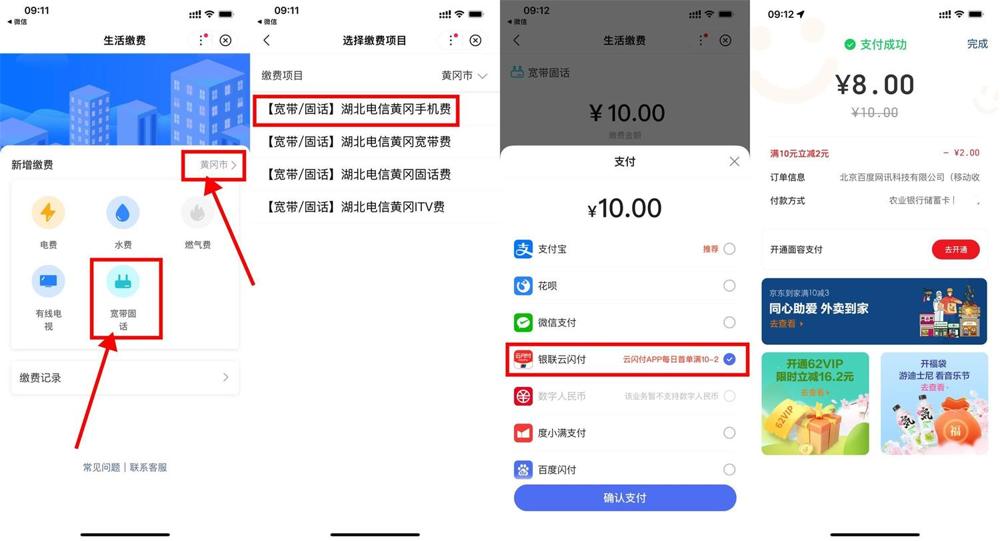 09:11
微信
生活缴费
新增缴费
黄冈市
电费
水费
燃气费
有线电视
宽带固话
缴费记录
常见问题 | 联系客服
09:11
微信
选择缴费项目
缴费项目
黄冈市
【宽带/固话】湖北电信黄冈手机费
【宽带/固话】湖北电信黄冈宽带费
【宽带/固话】湖北电信黄冈固话费
【宽带/固话】湖北电信黄冈ITV费
09:12
微信
生活缴费
宽带固话
¥10.00
缴费金额
支付
¥10.00
支付宝
推荐
花呗
微信支付
云闪付
银联云闪付
云闪付APP每日首单满10-2
数字人民币
该业务暂不支持数字人民币
度小满支付
百度闪付
确认支付
09:12
支付成功
完成
¥8.00
¥10.00
满10元立减2元
- ¥2.00
订单信息
北京百度网讯科技有限公司（移动收
付款方式
农业银行储蓄卡
开通面容支付
去开通
京东到家满10减3
同心助爱 外卖到家
去查看
开通62VIP
限时立减16.2元
去查看
62VIP
开福袋
游迪士尼 看音乐节
去查看
気
気
福